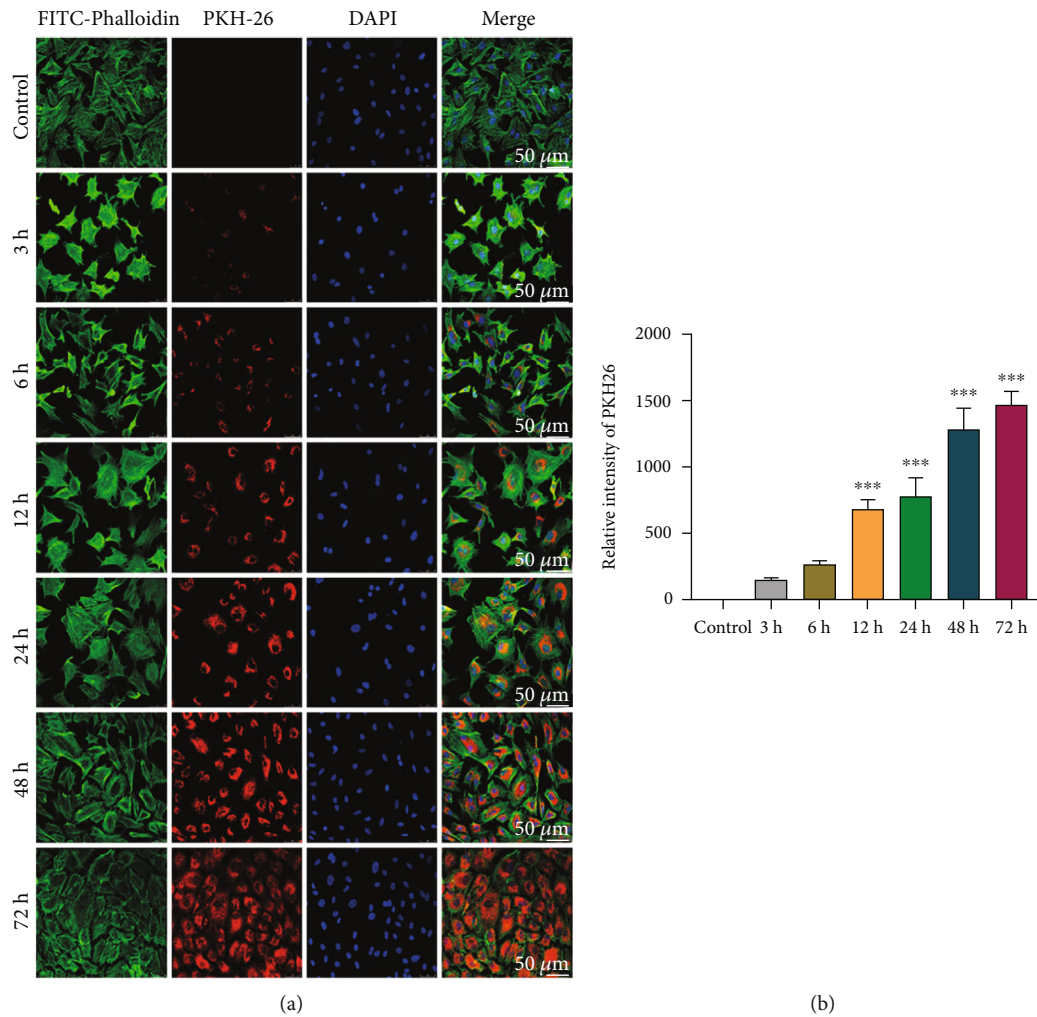 FITC-Phalloidin PKH-26 DAPI Merge
Control
50 μm
3 h
50 μm
6 h
50 μm
12 h
50 μm
24 h
50 μm
48 h
50 μm
72 h
50 μm
(a)
Relative intensity of PKH26
2000
1500
1000
500
0
***
***
***
***
Control 3 h 6 h 12 h 24 h 48 h 72 h
(b)